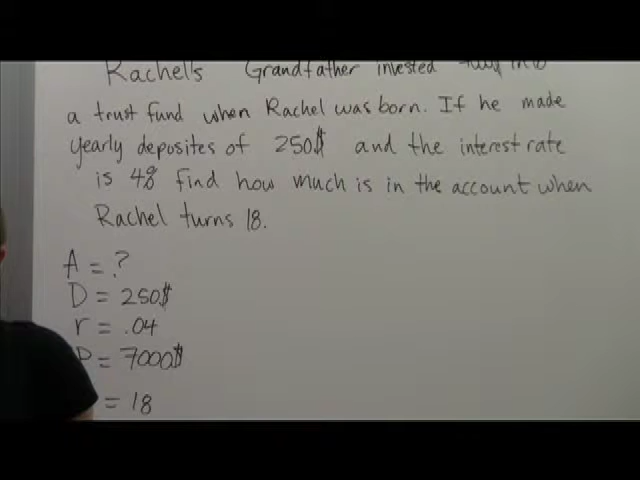 Rachells Grandfather invested
a trust fund when Rachel was born. If he made
yearly deposites of 250$ and the interest rate
is 4% find how much is in the account when
Rachel turns 18.
A = ?
D = 250$
r = .04
P = 7000$
= 18